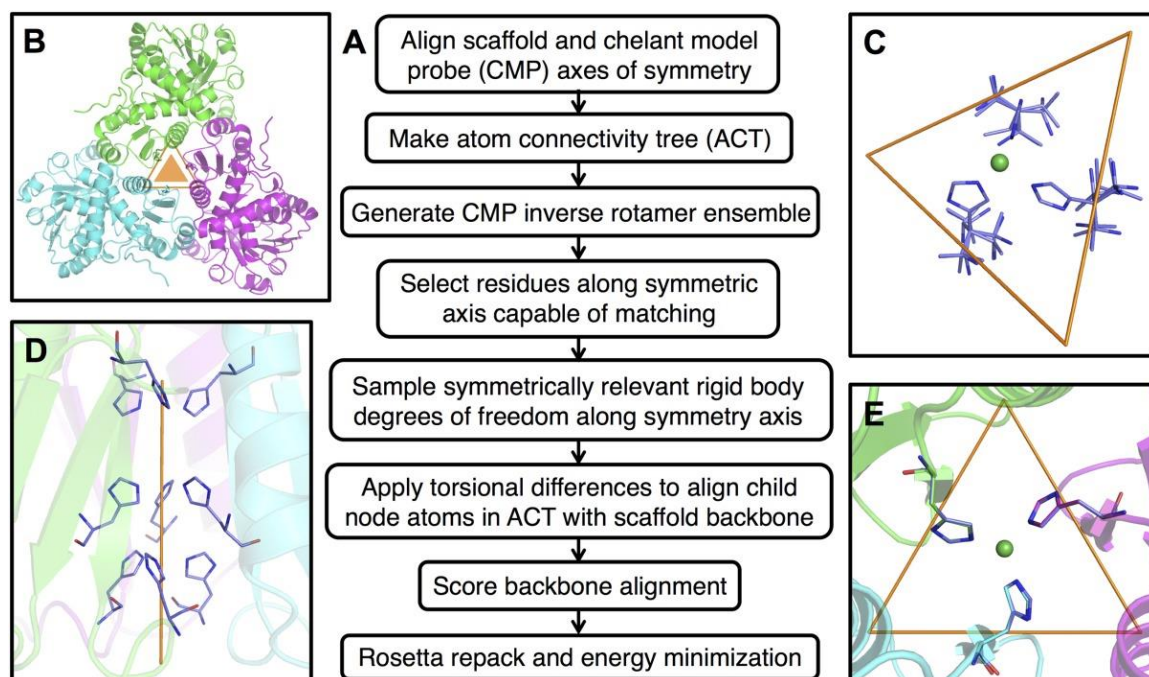 B
A
Align scaffold and chelant model
probe (CMP) axes of symmetry
Make atom connectivity tree (ACT)
Generate CMP inverse rotamer ensemble
Select residues along symmetric
axis capable of matching
Sample symmetrically relevant rigid body
degrees of freedom along symmetry axis
Apply torsional differences to align child
node atoms in ACT with scaffold backbone
Score backbone alignment
Rosetta repack and energy minimization
C
D
E